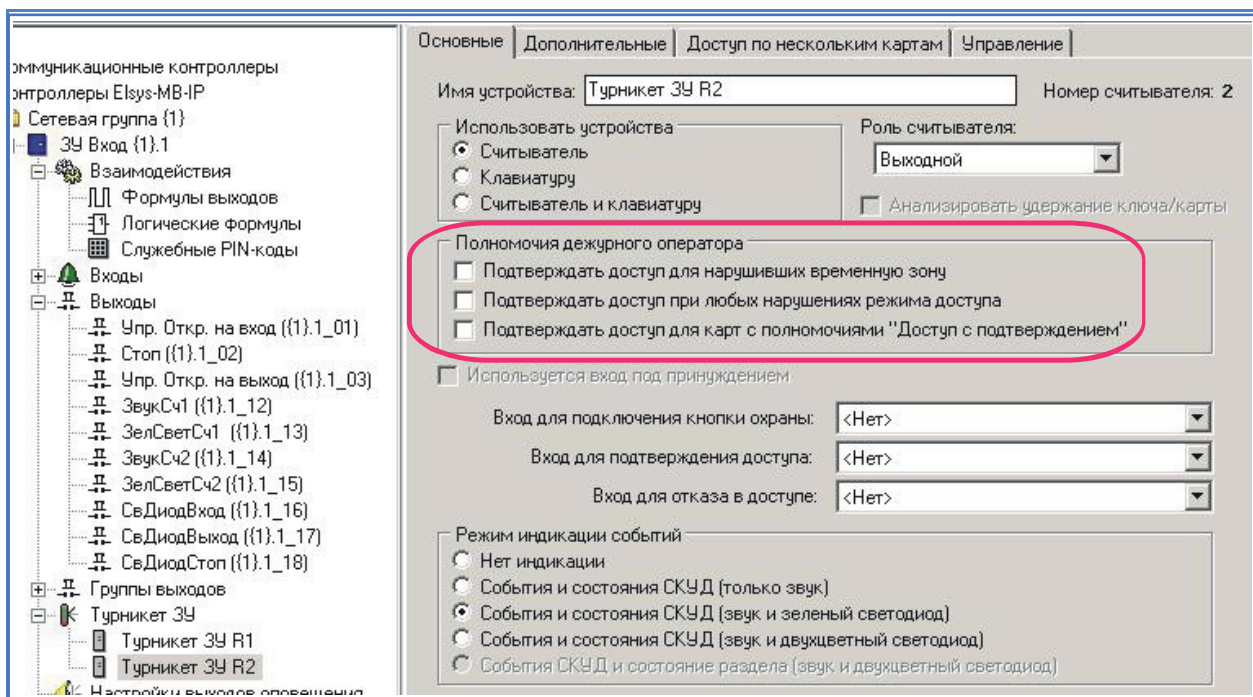 оммуникационные контроллеры
онтроллеры Elsys-MB-IP
Сетевая группа {1}
ЗУ Вход {1}.1
Взаимодействия
Формулы выходов
Логические формулы
Служебные PIN-коды
Входы
Выходы
Упр. Откр. на вход ({1}.1_01)
Стоп ({1}.1_02)
Упр. Откр. на выход ({1}.1_03)
ЗвукСч1 ({1}.1_12)
ЗелСветСч1 ({1}.1_13)
ЗвукСч2 ({1}.1_14)
ЗелСветСч2 ({1}.1_15)
СвДиодВход ({1}.1_16)
СвДиодВыход ({1}.1_17)
СвДиодСтоп ({1}.1_18)
Группы выходов
Турникет ЗУ
Турникет ЗУ R1
Турникет ЗУ R2
Настройки выходов оповещения
Основные Дополнительные Доступ по нескольким картам Управление
Имя устройства: Турникет ЗУ R2 Номер считывателя: 2
Использовать устройства
Считыватель
Клавиатуру
Считыватель и клавиатуру
Роль считывателя:
Выходной
Анализировать удержание ключа/карты
Полномочия дежурного оператора
Подтверждать доступ для нарушивших временную зону
Подтверждать доступ при любых нарушениях режима доступа
Подтверждать доступ для карт с полномочиями "Доступ с подтверждением"
Используется вход под принуждением
Вход для подключения кнопки охраны: <Нет>
Вход для подтверждения доступа: <Нет>
Вход для отказа в доступе: <Нет>
Режим индикации событий
Нет индикации
События и состояния СКУД (только звук)
События и состояния СКУД (звук и зеленый светодиод)
События и состояния СКУД (звук и двухцветный светодиод)
События СКУД и состояние раздела (звук и двухцветный светодиод)